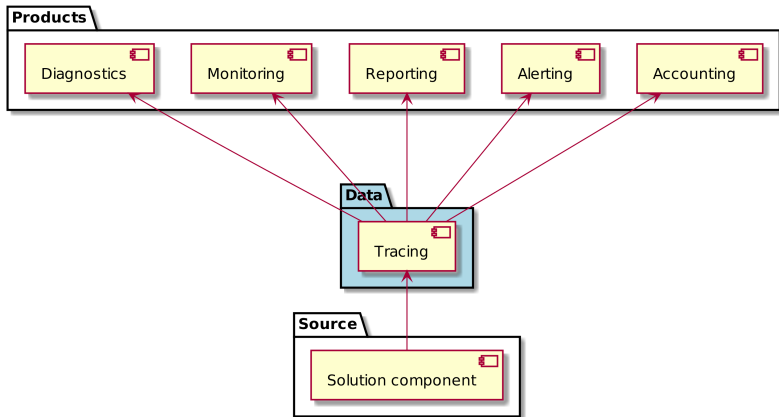 Products
Diagnostics
Monitoring
Reporting
Alerting
Accounting
Data
Tracing
Source
Solution component